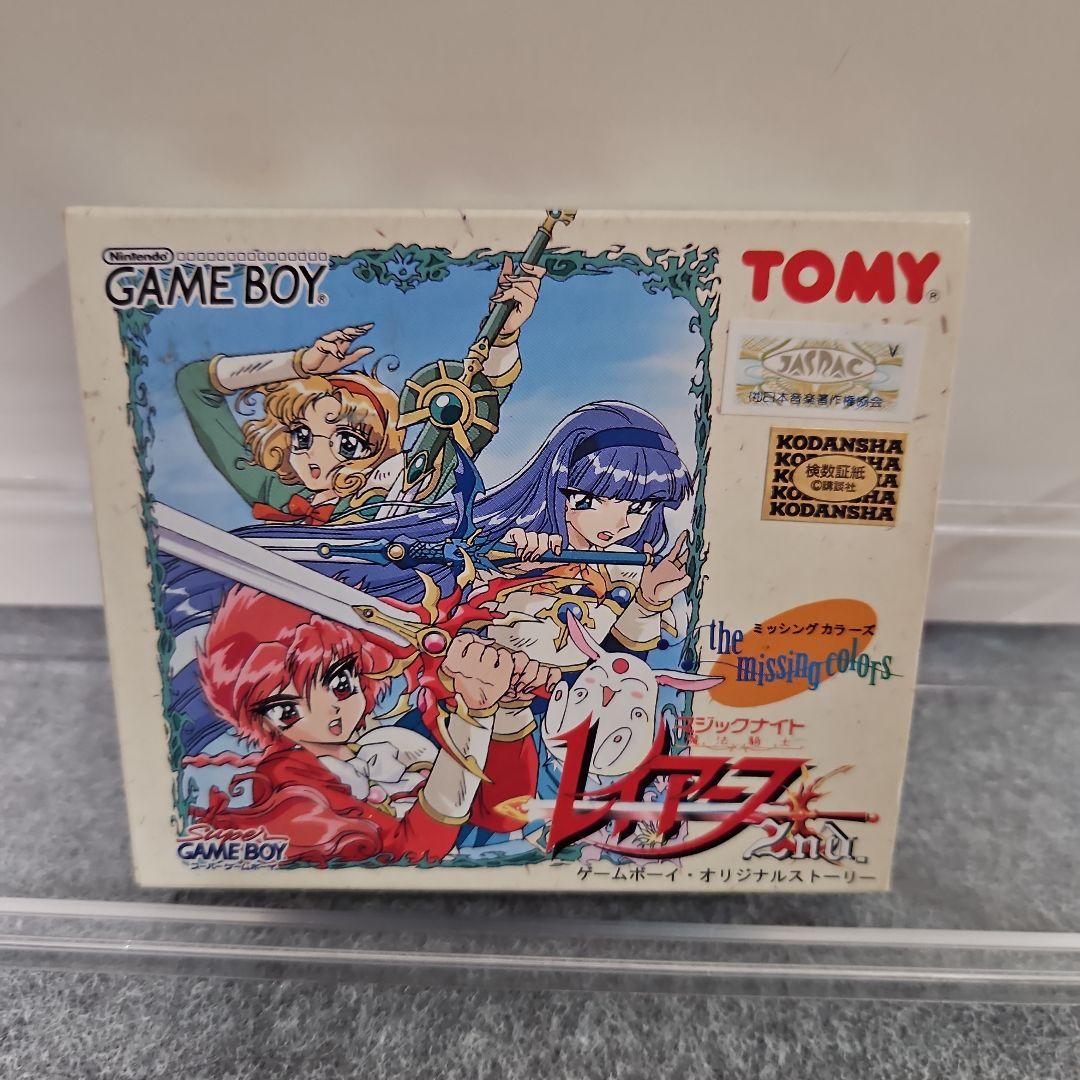 Nintendo
GAME BOY®
TOMY®
V
JASRAC
(社)日本音楽著作権協会
KODANSHA
検数証紙
©講談社
KODANSHA
ミッシングカラーズ
the missing colors
マジックナイト
魔法騎士
レイアース
2nd.
ゲームボーイ・オリジナルストーリー
Super
GAME BOY
スーパーゲームボーイ